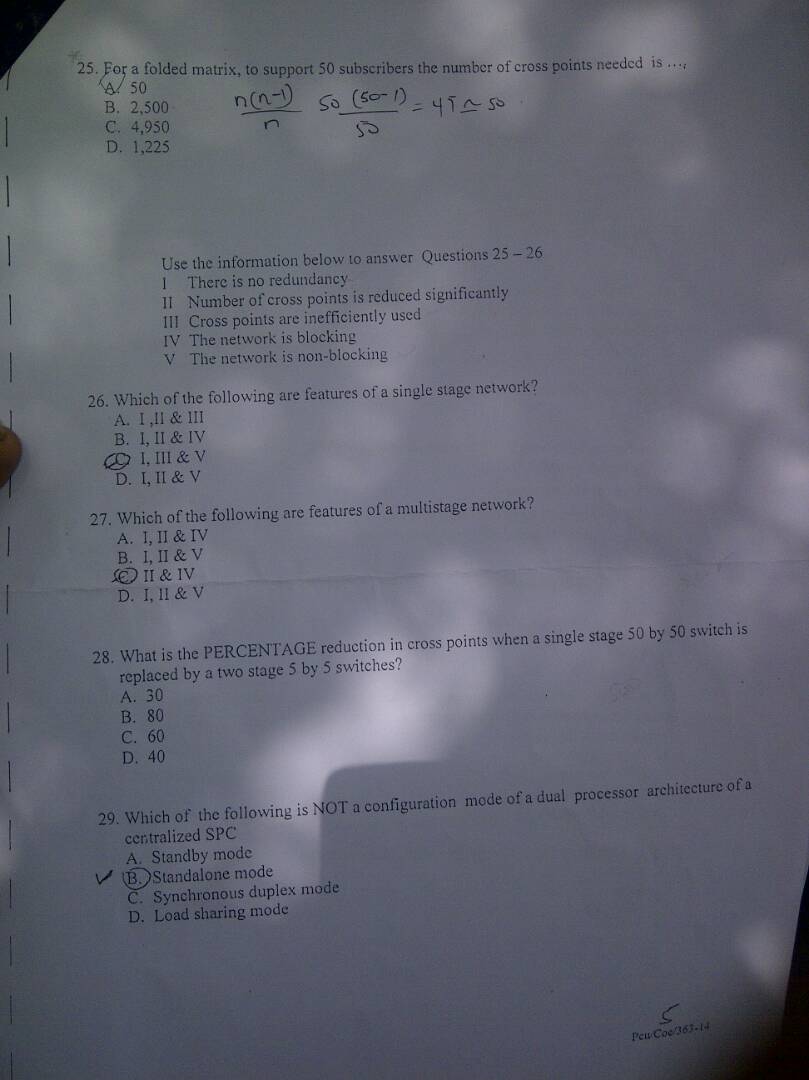 25. For a folded matrix, to support 50 subscribers the number of cross points needed is ...,
A. 50
B. 2,500
C. 4,950
D. 1,225
n(n-1) 50 (50-1) = 49 ≃ 50
n 50
Use the information below to answer Questions 25 – 26
I There is no redundancy
II Number of cross points is reduced significantly
III Cross points are inefficiently used
IV The network is blocking
V The network is non-blocking
26. Which of the following are features of a single stage network?
A. I ,II & III
B. I, II & IV
C. I, III & V
D. I, II & V
27. Which of the following are features of a multistage network?
A. I, II & IV
B. I, II & V
C. II & IV
D. I, II & V
28. What is the PERCENTAGE reduction in cross points when a single stage 50 by 50 switch is
replaced by a two stage 5 by 5 switches?
A. 30
B. 80
C. 60
D. 40
29. Which of the following is NOT a configuration mode of a dual processor architecture of a
centralized SPC
A. Standby mode
B. Standalone mode
C. Synchronous duplex mode
D. Load sharing mode
5